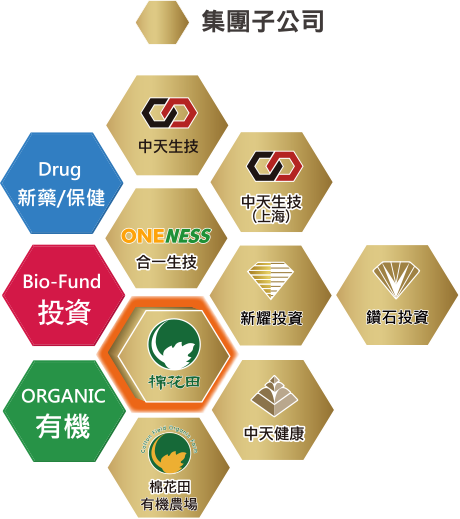 集團子公司
中天生技
Drug
新藥/保健
中天生技
(上海)
ONENESS
合一生技
Bio-Fund
投資
新耀投資
鑽石投資
棉花田
ORGANIC
有機
中天健康
棉花田
有機農場